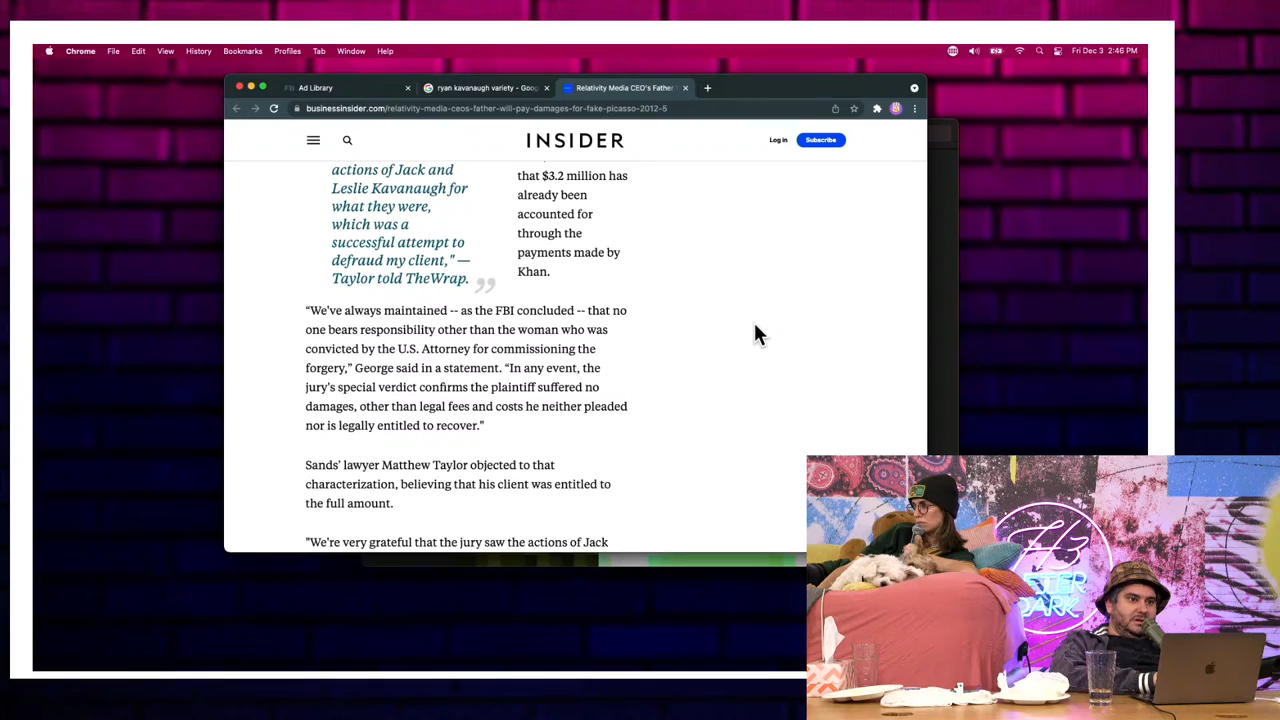 Chrome File Edit View History Bookmarks Profiles Tab Window Help
Fri Dec 3 2:46 PM
Ad Library
ryan kavanaugh variety - Goog
Relativity Media CEO's Father
businessinsider.com/relativity-media-ceos-father-will-pay-damages-for-fake-picasso-2012-5
INSIDER
Log in
Subscribe
actions of Jack and
Leslie Kavanaugh for
what they were,
which was a
successful attempt to
defraud my client," —
Taylor told TheWrap.
”
that $3.2 million has
already been
accounted for
through the
payments made by
Khan.
“We've always maintained -- as the FBI concluded -- that no
one bears responsibility other than the woman who was
convicted by the U.S. Attorney for commissioning the
forgery,” George said in a statement. “In any event, the
jury's special verdict confirms the plaintiff suffered no
damages, other than legal fees and costs he neither pleaded
nor is legally entitled to recover."
Sands’ lawyer Matthew Taylor objected to that
characterization, believing that his client was entitled to
the full amount.
"We're very grateful that the jury saw the actions of Jack
H3
AFTER
DARK